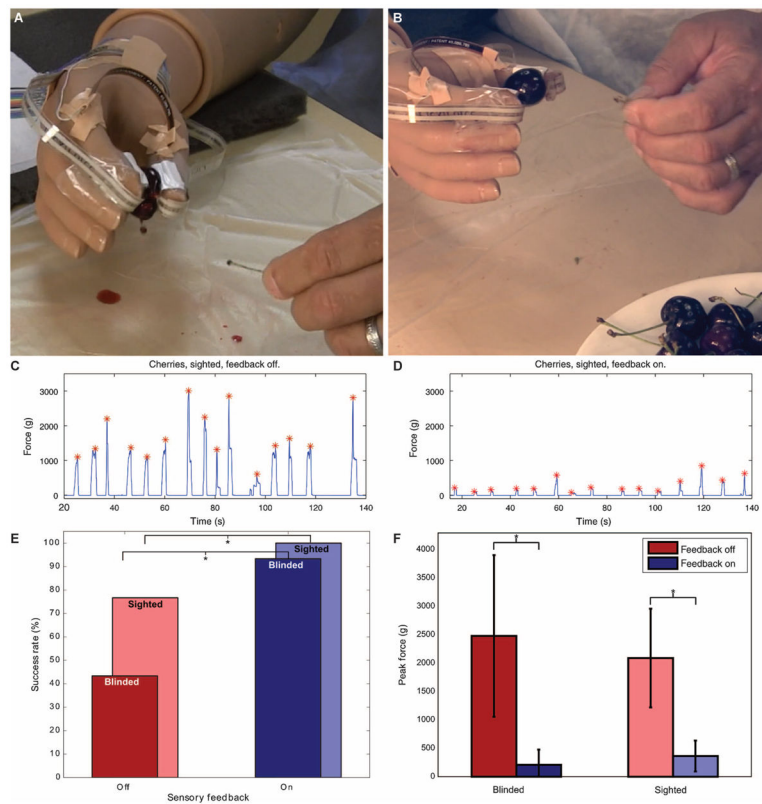 A
B
C
Cherries, sighted, feedback off.
Force (g)
3000
2000
1000
0
20
40
60
80
100
120
140
Time (s)
D
Cherries, sighted, feedback on.
Force (g)
3000
2000
1000
0
20
40
60
80
100
120
140
Time (s)
E
Success rate (%)
100
90
80
70
60
50
40
30
20
10
0
*
*
Sighted
Blinded
Sighted
Blinded
Off
On
Sensory feedback
F
Peak force (g)
4000
3500
3000
2500
2000
1500
1000
500
0
*
*
Feedback off
Feedback on
Blinded
Sighted